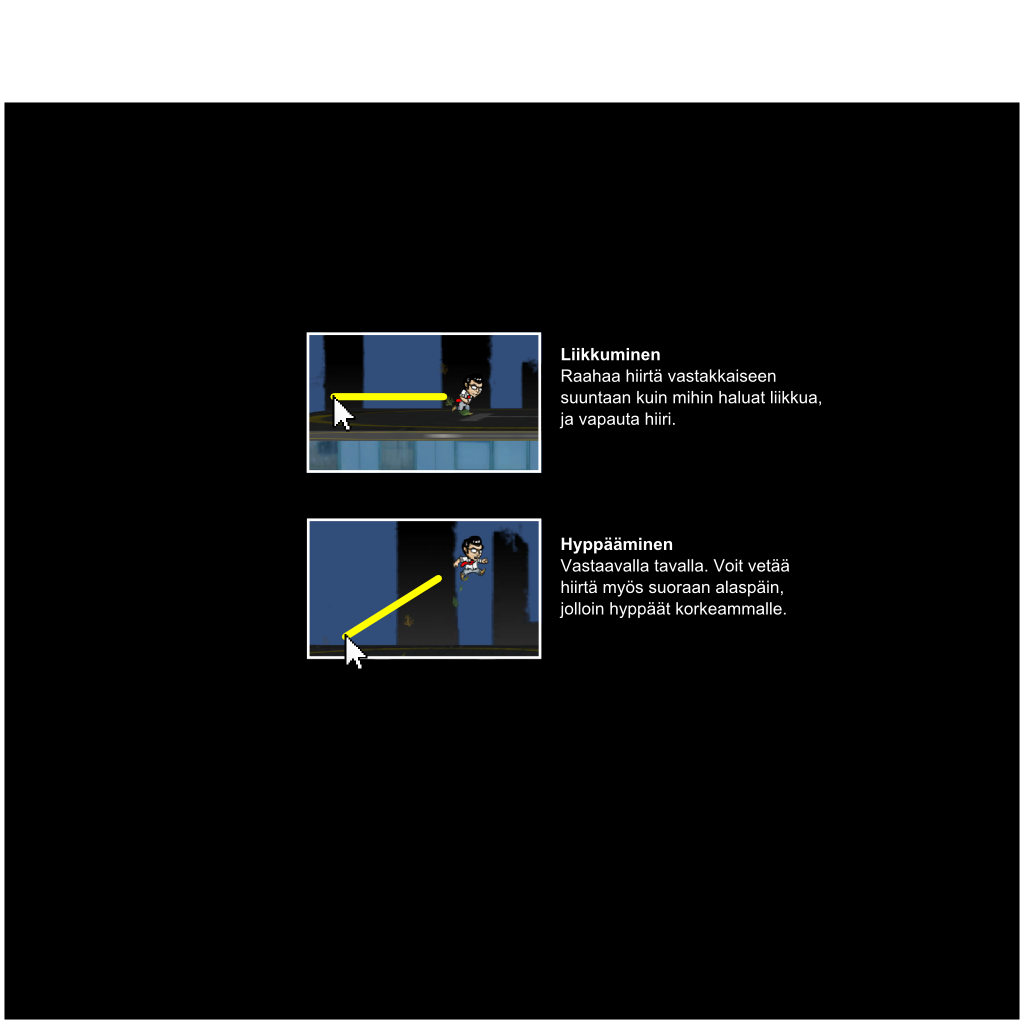 Liikkuminen
Raahaa hiirtä vastakkaiseen
suuntaan kuin mihin haluat liikkua,
ja vapauta hiiri.
Hyppääminen
Vastaavalla tavalla. Voit vetää
hiirtä myös suoraan alaspäin,
jolloin hyppäät korkeammalle.